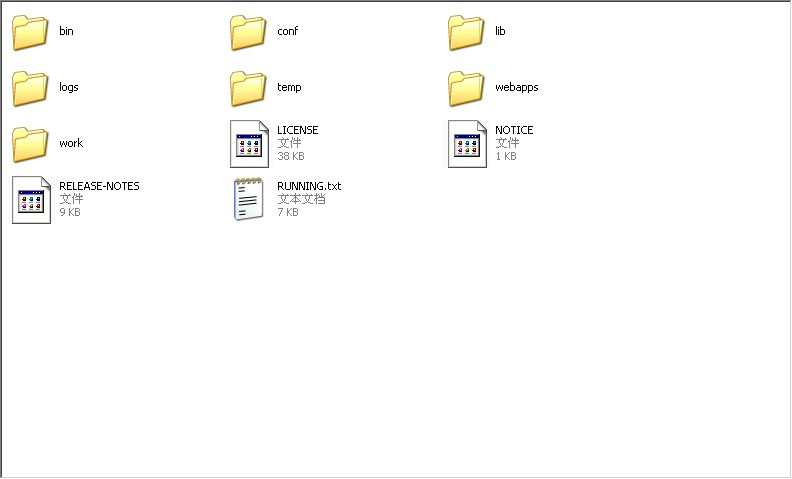 bin
conf
lib
logs
temp
webapps
work
LICENSE
文件
38 KB
NOTICE
文件
1 KB
RELEASE-NOTES
文件
9 KB
RUNNING.txt
文本文档
7 KB